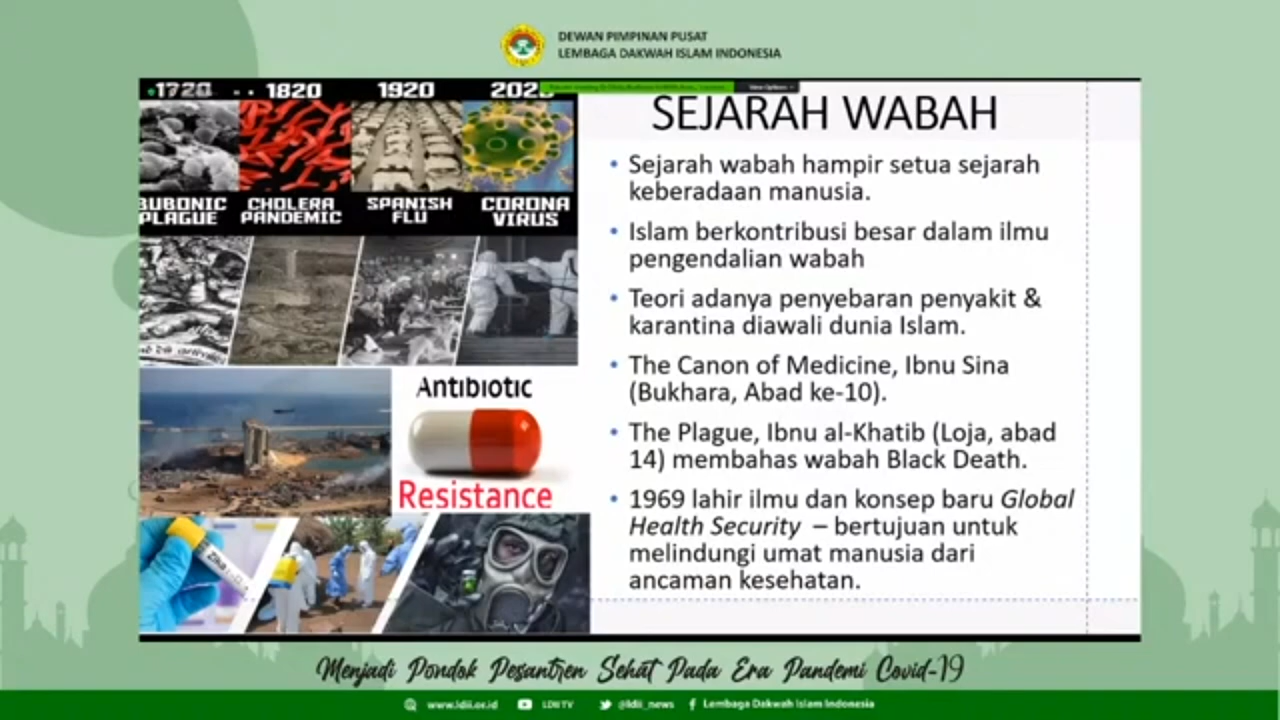 DEWAN PIMPINAN PUSAT
LEMBAGA DAKWAH ISLAM INDONESIA
1720 1820 1920 2020
View Options
BUBONIC PLAGUE
CHOLERA PANDEMIC
SPANISH FLU
CORONA VIRUS
Antibiotic
Resistance
Zika
SEJARAH WABAH
• Sejarah wabah hampir setua sejarah
keberadaan manusia.
• Islam berkontribusi besar dalam ilmu
pengendalian wabah
• Teori adanya penyebaran penyakit &
karantina diawali dunia Islam.
• The Canon of Medicine, Ibnu Sina
(Bukhara, Abad ke-10).
• The Plague, Ibnu al-Khatib (Loja, abad
14) membahas wabah Black Death.
• 1969 lahir ilmu dan konsep baru Global
Health Security – bertujuan untuk
melindungi umat manusia dari
ancaman kesehatan.
Menjadi Pondok Pesantren Sehat Pada Era Pandemi Covid-19
www.ldii.or.id LDII TV @ldii_news Lembaga Dakwah Islam Indonesia